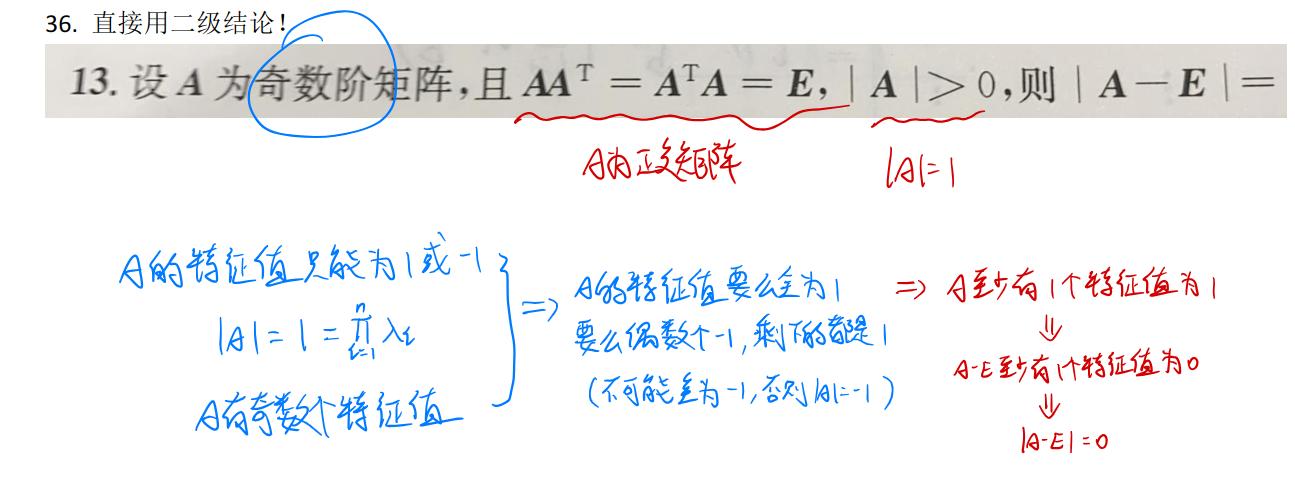 36. 直接用二级结论!
13. 设 A 为奇数阶矩阵,且 AAᵀ = AᵀA = E, | A | > 0,则 | A − E | =
A为正交矩阵
|A|=1
A的特征值只能为1或-1
|A| = 1 = ∏ᵢ₌₁ⁿ λᵢ
A有奇数个特征值
⇒ A的特征值要么全为1
要么偶数个-1,剩下的都是1
(不可能全为-1,否则|A|=-1)
⇒ A至少有1个特征值为1
⇓
A-E至少有1个特征值为0
⇓
|A-E|=0